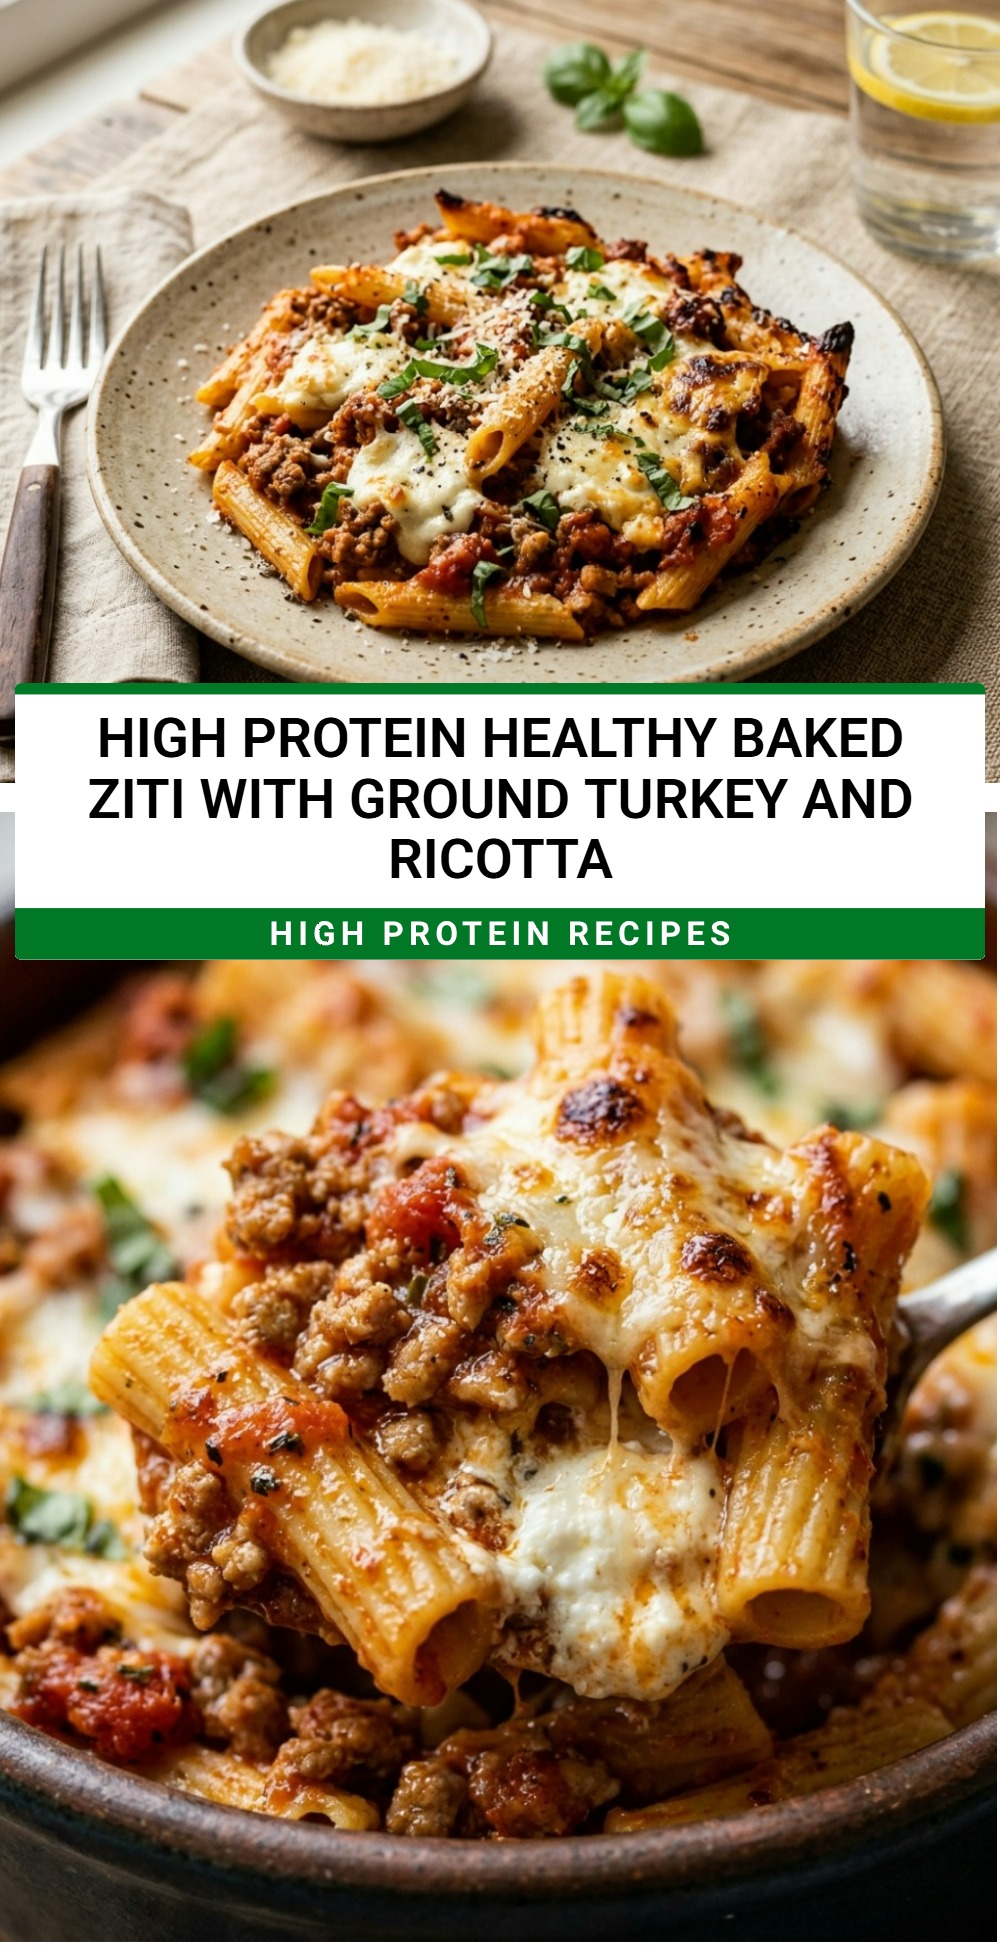 HIGH PROTEIN HEALTHY BAKED
ZITI WITH GROUND TURKEY AND
RICOTTA
HIGH PROTEIN RECIPES